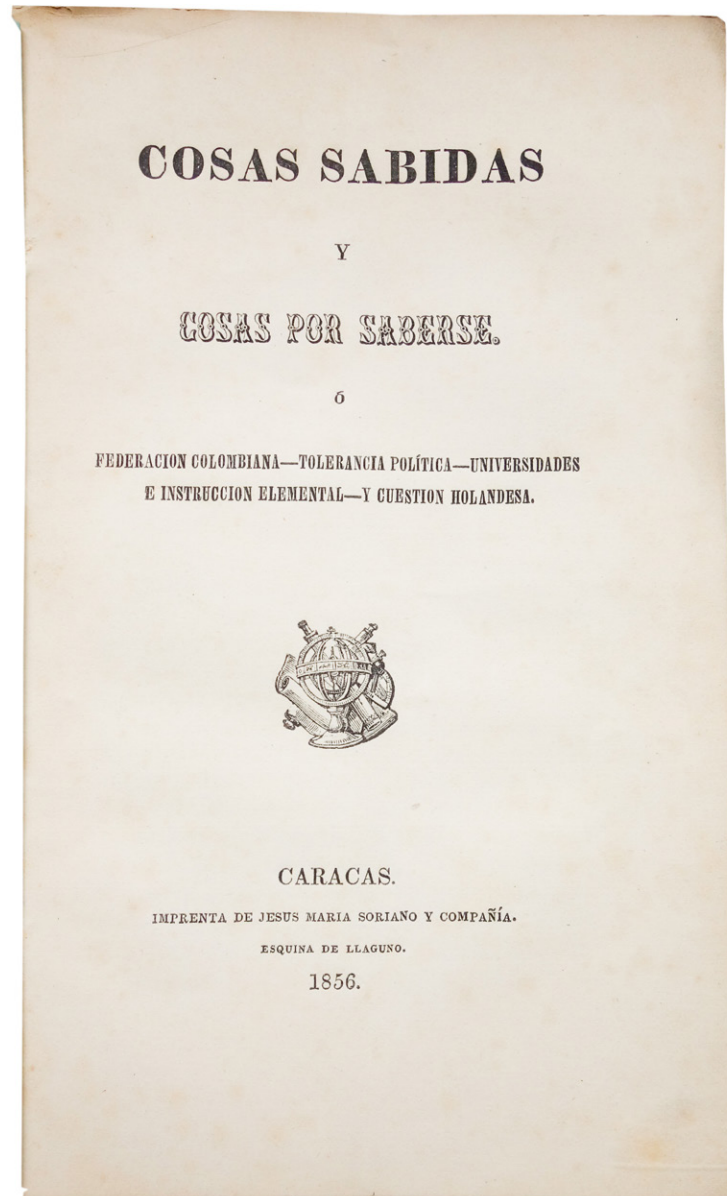 COSAS SABIDAS
Y
COSAS POR SABERSE.
ó
FEDERACION COLOMBIANA—TOLERANCIA POLÍTICA—UNIVERSIDADES
E INSTRUCCION ELEMENTAL—Y CUESTION HOLANDESA.
CARACAS.
IMPRENTA DE JESUS MARIA SORIANO Y COMPAÑÍA.
ESQUINA DE LLAGUNO.
1856.